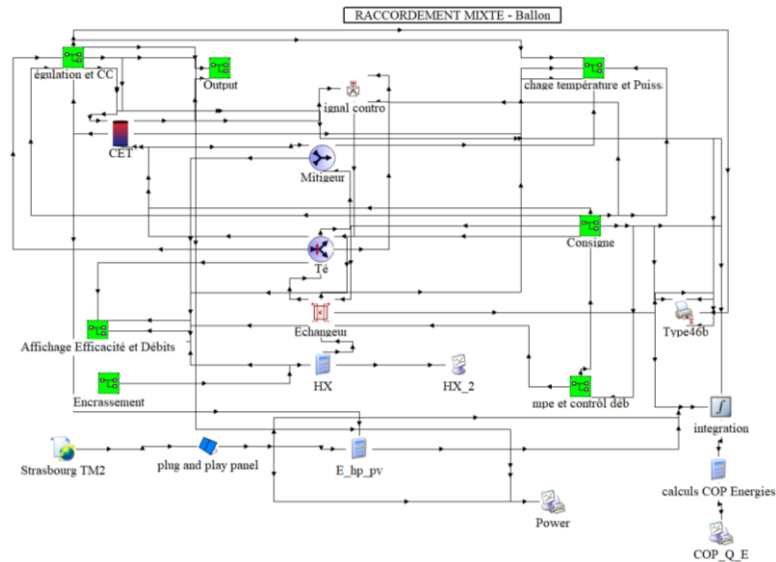 RACCORDEMENT MIXTE - Ballon
égulation et CC
Output
chage température et Puiss
ignal contro
CET
Mitigeur
Consigne
Té
Echangeur
Type46b
Affichage Efficacité et Débits
HX
HX_2
Encrassement
mpe et contrôl déb
integration
Strasbourg TM2
plug and play panel
E_hp_pv
calculs COP Energies
Power
COP_Q_E